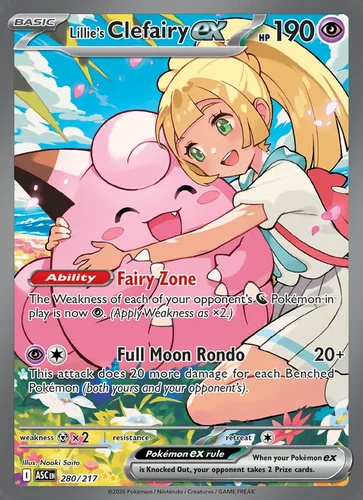 BASIC Lillie's Clefairy ex HP 190
Ability Fairy Zone
The Weakness of each of your opponent's Pokémon in
play is now . (Apply Weakness as ×2.)
Full Moon Rondo 20+
This attack does 20 more damage for each Benched
Pokémon (both yours and your opponent's).
weakness ×2 resistance retreat
Illus. Naoki Saito
Pokémon ex rule When your Pokémon ex
is Knocked Out, your opponent takes 2 Prize cards.
I ASC EN 280/217
©2026 Pokémon / Nintendo / Creatures / GAME FREAK